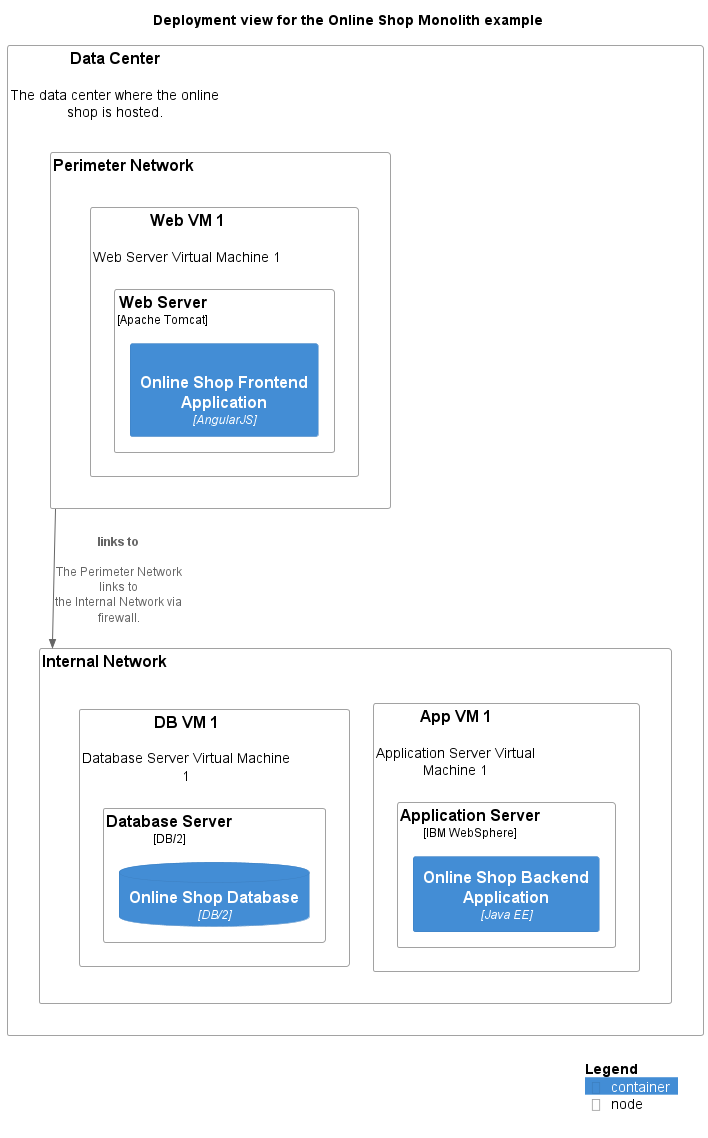 Deployment view for the Online Shop Monolith example
Data Center
The data center where the online
shop is hosted.
Perimeter Network
Web VM 1
Web Server Virtual Machine 1
Web Server
[Apache Tomcat]
Online Shop Frontend
Application
[AngularJS]
links to
The Perimeter Network
links to
the Internal Network via
firewall.
Internal Network
DB VM 1
Database Server Virtual Machine
1
Database Server
[DB/2]
Online Shop Database
[DB/2]
App VM 1
Application Server Virtual
Machine 1
Application Server
[IBM WebSphere]
Online Shop Backend
Application
[Java EE]
Legend
container
node